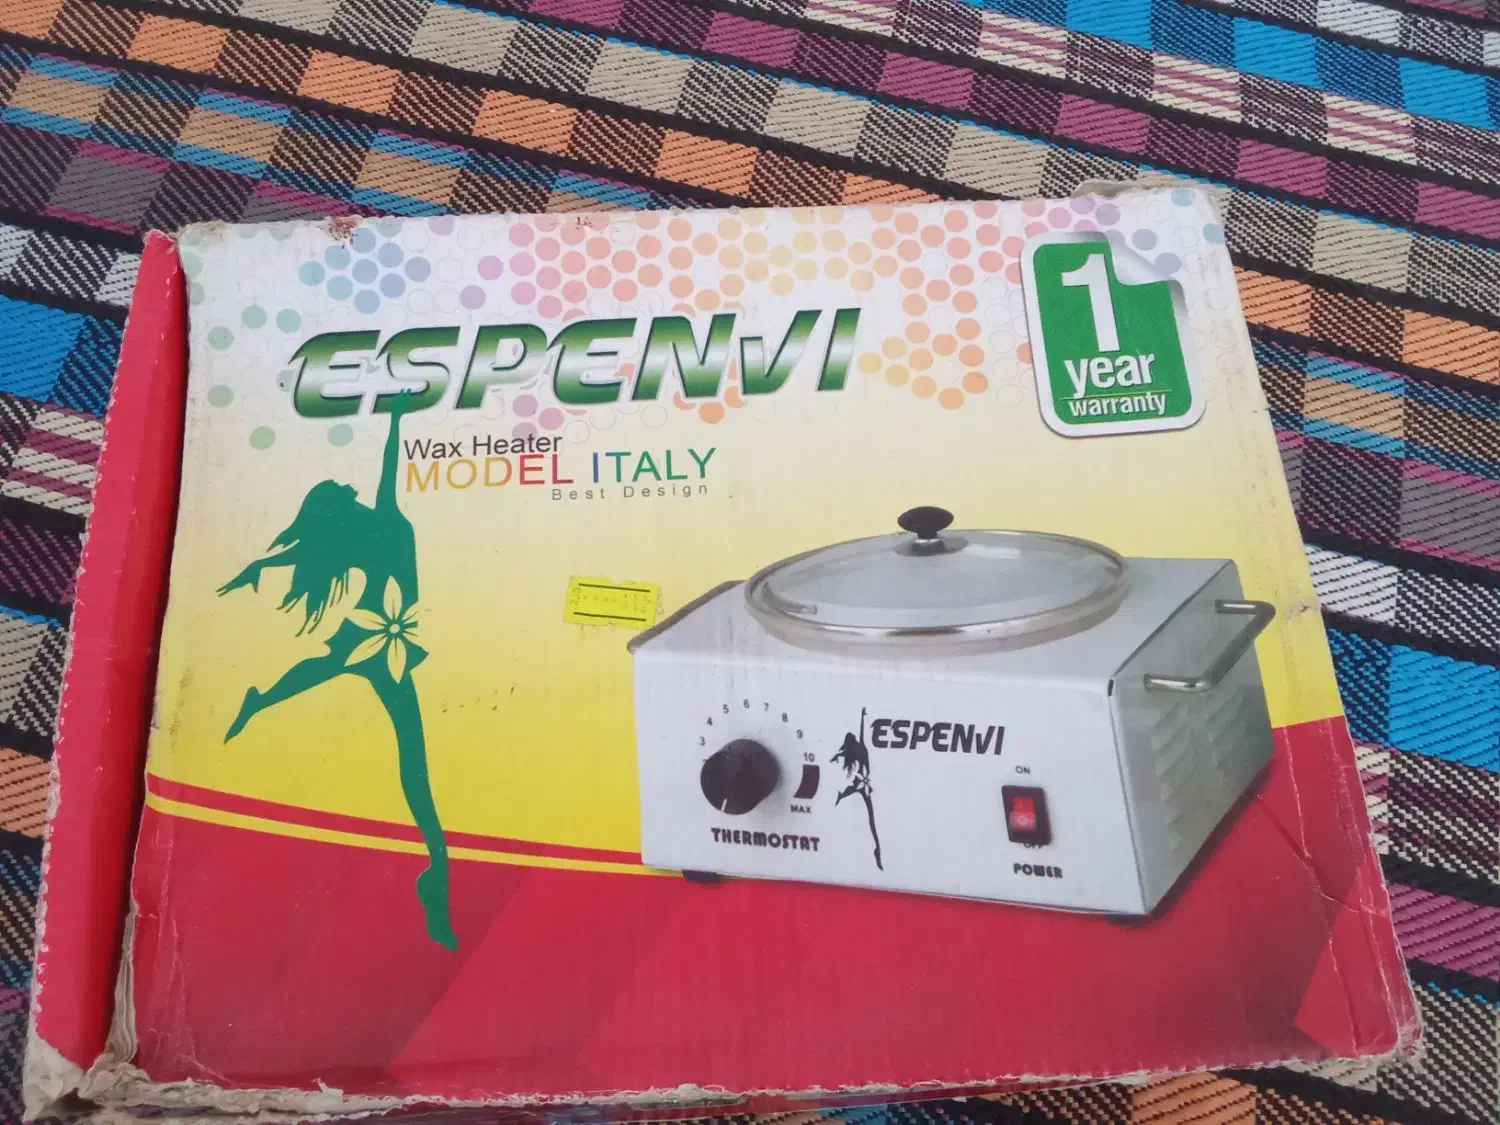 ESPENVI
1
year
warranty
Wax Heater
MODEL ITALY
Best Design
3 4 5 6 7 8 9 10
MAX
THERMOSTAT
ESPENVI
ON
OFF
POWER